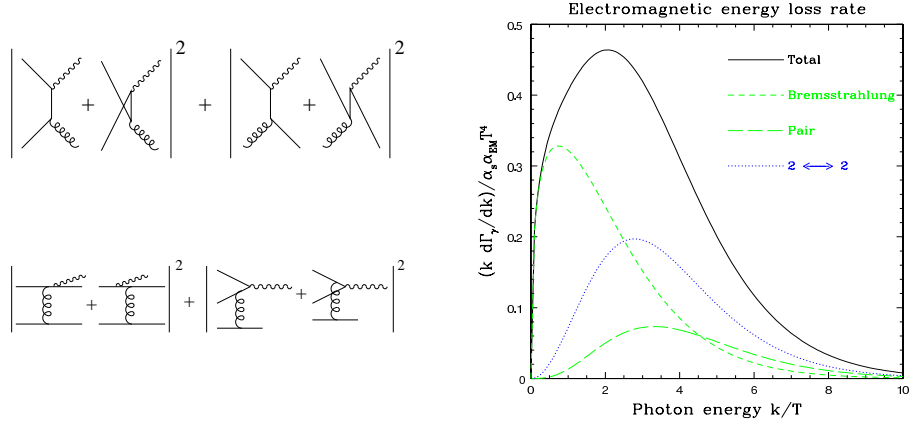 2
+ + +
2
+ + +
2
2
Electromagnetic energy loss rate
(k dΓγ/dk)/αsαEMT⁴
0.5
0.4
0.3
0.2
0.1
0
Total
Bremsstrahlung
Pair
2 ⟷ 2
0 2 4 6 8 10
Photon energy k/T